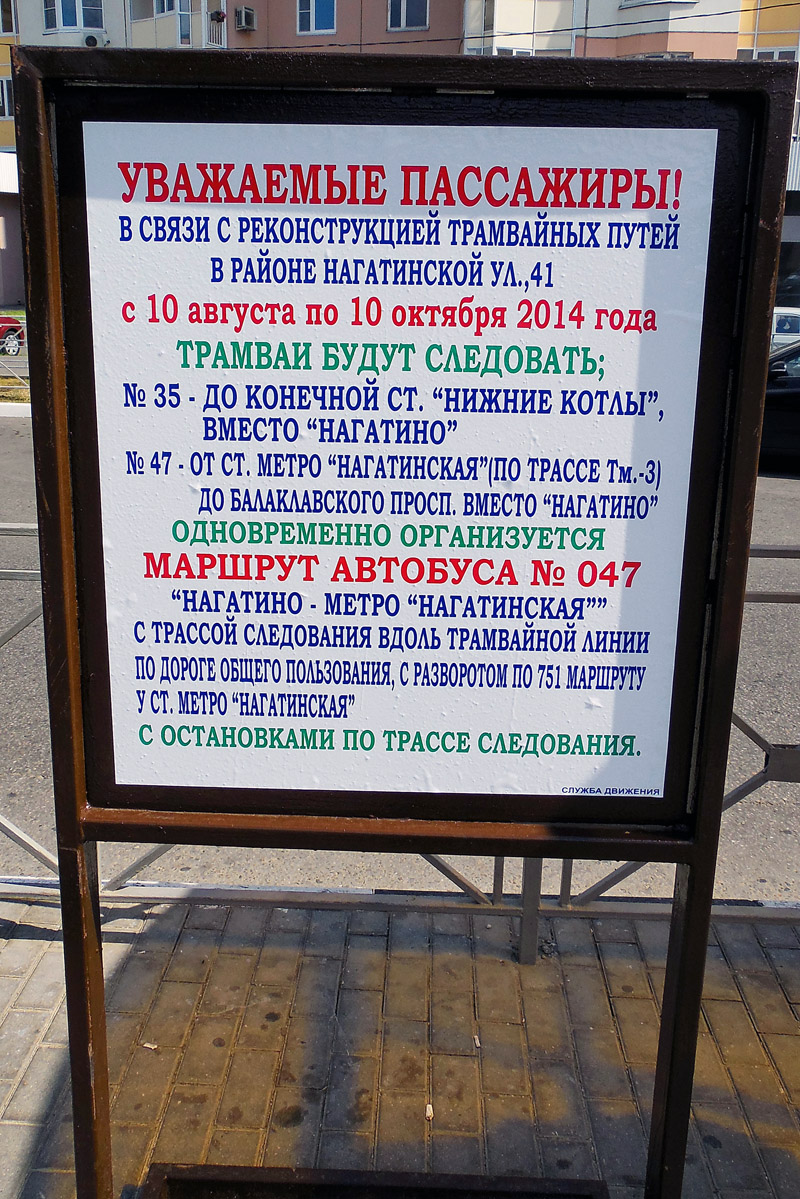 УВАЖАЕМЫЕ ПАССАЖИРЫ!
В СВЯЗИ С РЕКОНСТРУКЦИЕЙ ТРАМВАЙНЫХ ПУТЕЙ
В РАЙОНЕ НАГАТИНСКОЙ УЛ.,41
с 10 августа по 10 октября 2014 года
ТРАМВАИ БУДУТ СЛЕДОВАТЬ;
№ 35 - ДО КОНЕЧНОЙ СТ. "НИЖНИЕ КОТЛЫ",
ВМЕСТО "НАГАТИНО"
№ 47 - ОТ СТ. МЕТРО "НАГАТИНСКАЯ"(ПО ТРАССЕ Тм.-3)
ДО БАЛАКЛАВСКОГО ПРОСП. ВМЕСТО "НАГАТИНО"
ОДНОВРЕМЕННО ОРГАНИЗУЕТСЯ
МАРШРУТ АВТОБУСА № 047
"НАГАТИНО - МЕТРО "НАГАТИНСКАЯ""
С ТРАССОЙ СЛЕДОВАНИЯ ВДОЛЬ ТРАМВАЙНОЙ ЛИНИИ
ПО ДОРОГЕ ОБЩЕГО ПОЛЬЗОВАНИЯ, С РАЗВОРОТОМ ПО 751 МАРШРУТУ
У СТ. МЕТРО "НАГАТИНСКАЯ"
С ОСТАНОВКАМИ ПО ТРАССЕ СЛЕДОВАНИЯ.
СЛУЖБА ДВИЖЕНИЯ